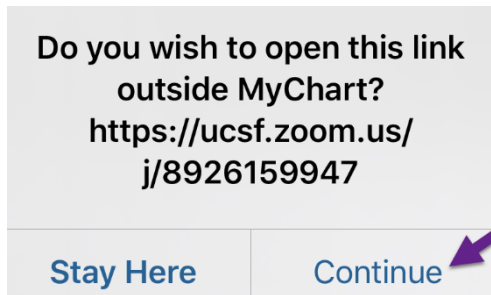 Do you wish to open this link
outside MyChart?
https://ucsf.zoom.us/
j/8926159947
Stay Here
Continue